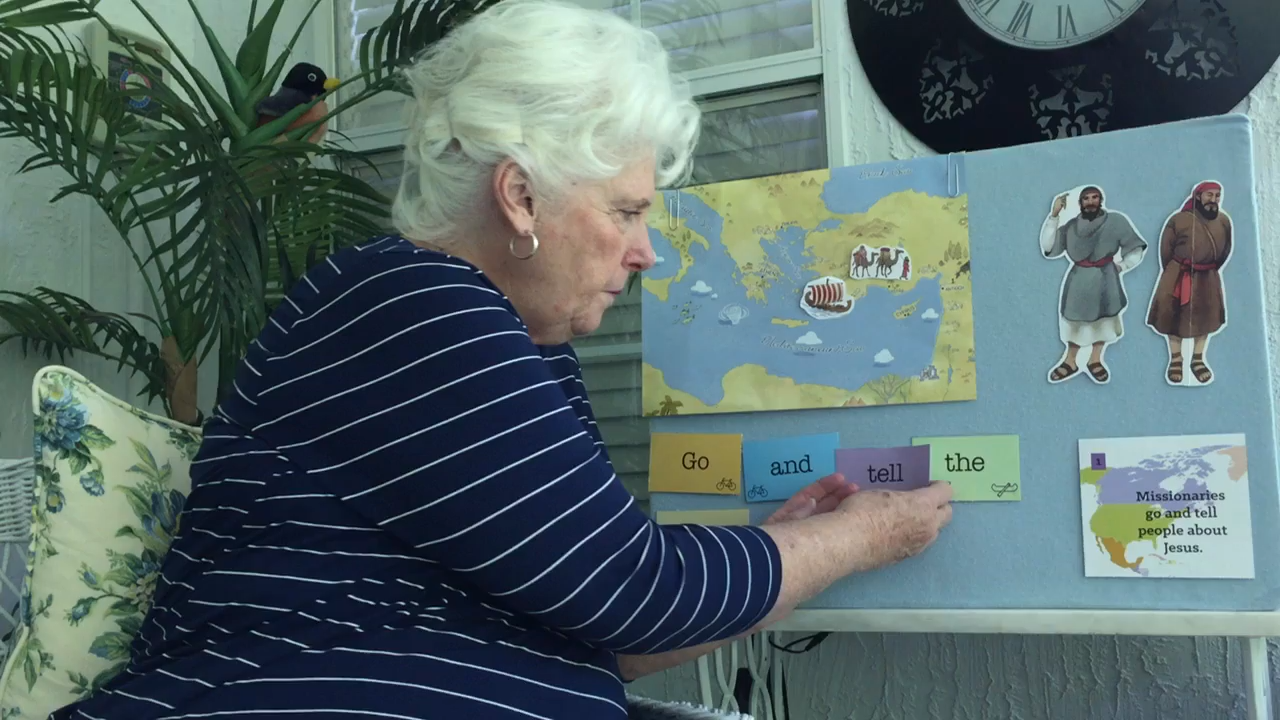 Go and tell the
1
Missionaries
go and tell
people about
Jesus.